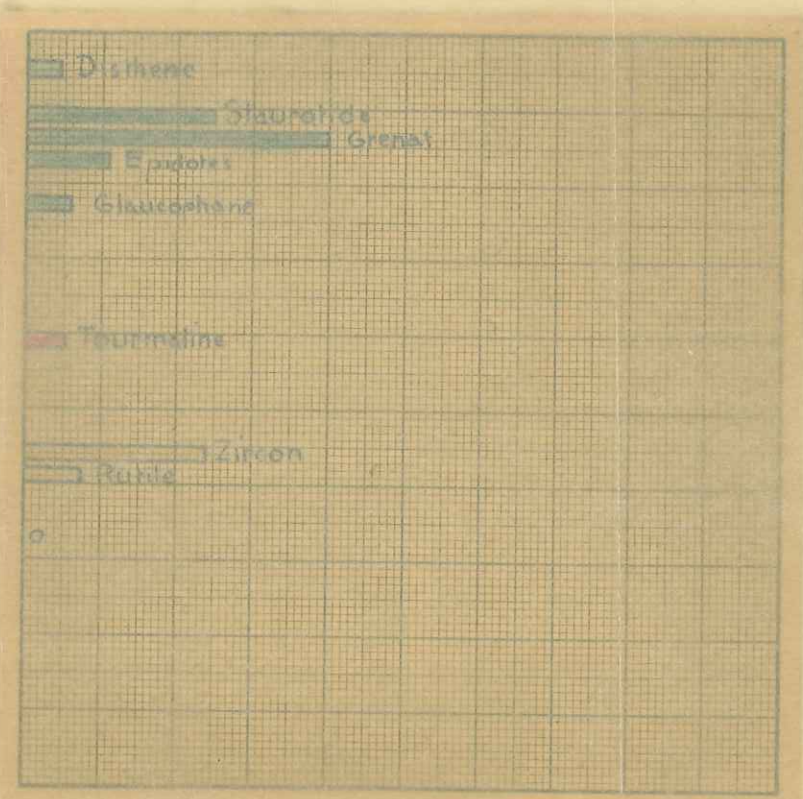 Disthene
Staurotide
Grenat
Epidotes
Glaucophane
Tourmaline
Zircon
Rutile
o